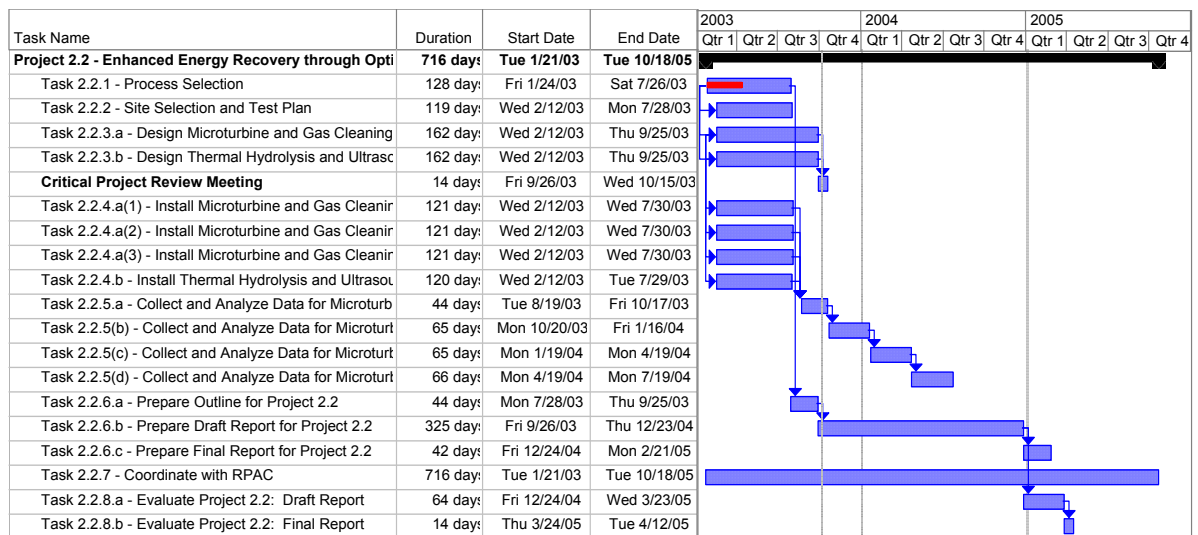 2003 2004 2005
Task Name Duration Start Date End Date Qtr 1 Qtr 2 Qtr 3 Qtr 4 Qtr 1 Qtr 2 Qtr 3 Qtr 4 Qtr 1 Qtr 2 Qtr 3 Qtr 4
Project 2.2 - Enhanced Energy Recovery through Opti 716 days Tue 1/21/03 Tue 10/18/05
Task 2.2.1 - Process Selection 128 days Fri 1/24/03 Sat 7/26/03
Task 2.2.2 - Site Selection and Test Plan 119 days Wed 2/12/03 Mon 7/28/03
Task 2.2.3.a - Design Microturbine and Gas Cleaning 162 days Wed 2/12/03 Thu 9/25/03
Task 2.2.3.b - Design Thermal Hydrolysis and Ultrasc 162 days Wed 2/12/03 Thu 9/25/03
Critical Project Review Meeting 14 days Fri 9/26/03 Wed 10/15/03
Task 2.2.4.a(1) - Install Microturbine and Gas Cleanir 121 days Wed 2/12/03 Wed 7/30/03
Task 2.2.4.a(2) - Install Microturbine and Gas Cleanir 121 days Wed 2/12/03 Wed 7/30/03
Task 2.2.4.a(3) - Install Microturbine and Gas Cleanir 121 days Wed 2/12/03 Wed 7/30/03
Task 2.2.4.b - Install Thermal Hydrolysis and Ultrasou 120 days Wed 2/12/03 Tue 7/29/03
Task 2.2.5.a - Collect and Analyze Data for Microturb 44 days Tue 8/19/03 Fri 10/17/03
Task 2.2.5(b) - Collect and Analyze Data for Microturt 65 days Mon 10/20/03 Fri 1/16/04
Task 2.2.5(c) - Collect and Analyze Data for Microturt 65 days Mon 1/19/04 Mon 4/19/04
Task 2.2.5(d) - Collect and Analyze Data for Microturt 66 days Mon 4/19/04 Mon 7/19/04
Task 2.2.6.a - Prepare Outline for Project 2.2 44 days Mon 7/28/03 Thu 9/25/03
Task 2.2.6.b - Prepare Draft Report for Project 2.2 325 days Fri 9/26/03 Thu 12/23/04
Task 2.2.6.c - Prepare Final Report for Project 2.2 42 days Fri 12/24/04 Mon 2/21/05
Task 2.2.7 - Coordinate with RPAC 716 days Tue 1/21/03 Tue 10/18/05
Task 2.2.8.a - Evaluate Project 2.2: Draft Report 64 days Fri 12/24/04 Wed 3/23/05
Task 2.2.8.b - Evaluate Project 2.2: Final Report 14 days Thu 3/24/05 Tue 4/12/05